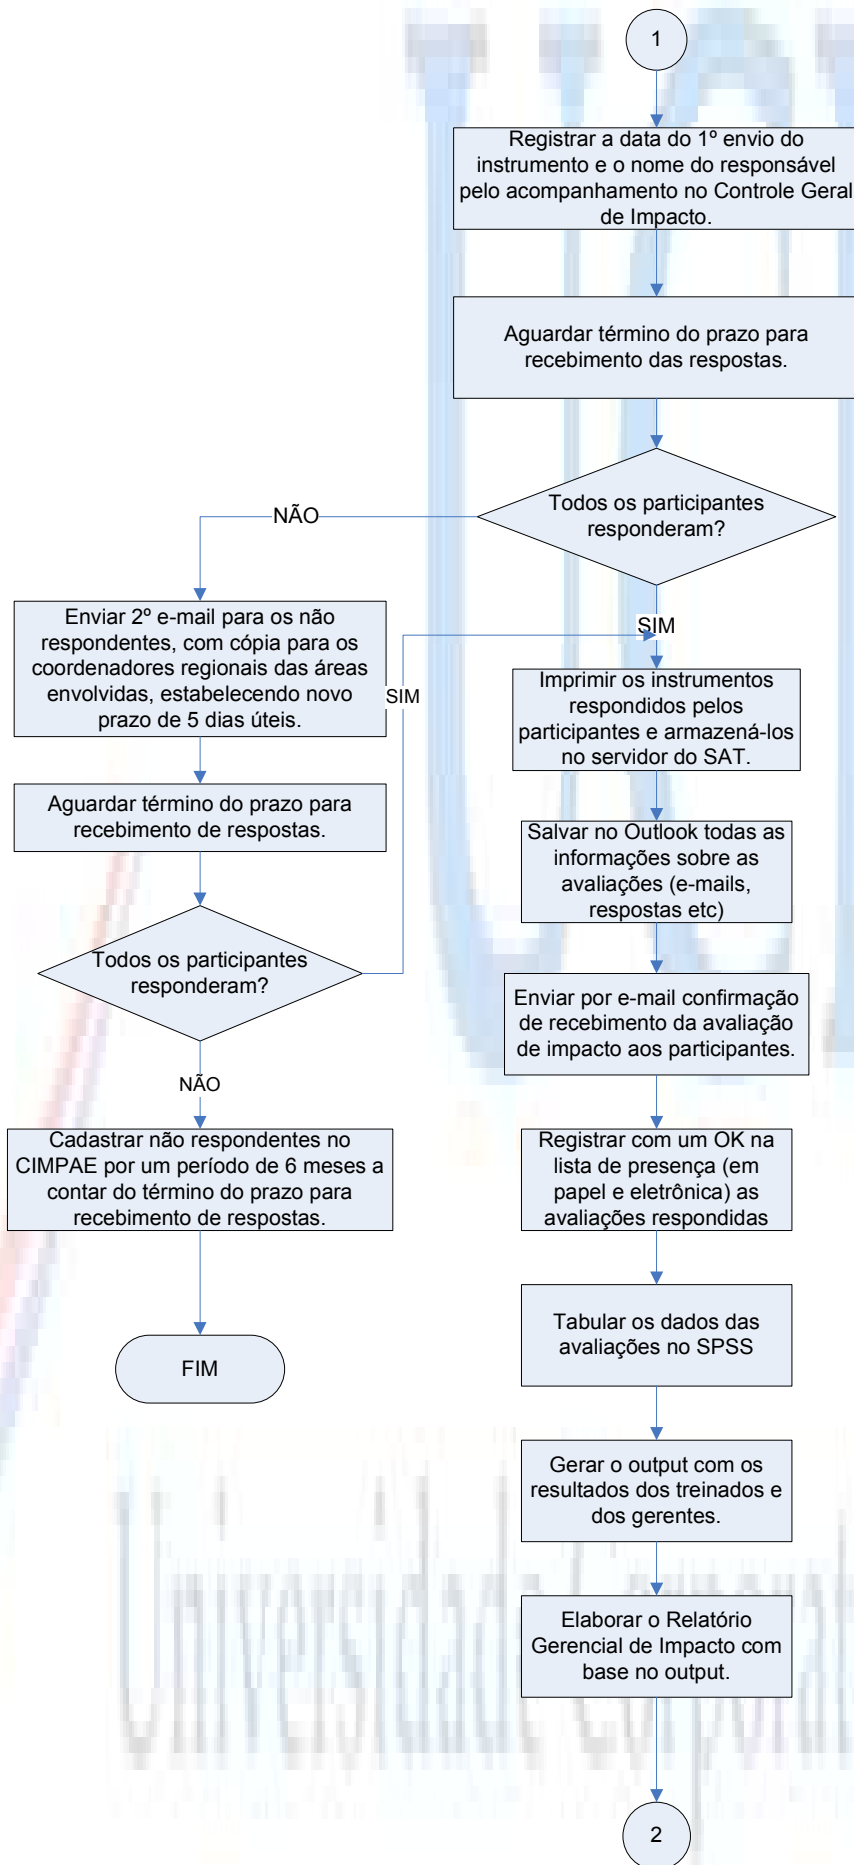 1
Registrar a data do 1º envio do
instrumento e o nome do responsável
pelo acompanhamento no Controle Geral
de Impacto.
Aguardar término do prazo para
recebimento das respostas.
Todos os participantes
responderam?
NÃO
SIM
Enviar 2º e-mail para os não
respondentes, com cópia para os
coordenadores regionais das áreas
envolvidas, estabelecendo novo
prazo de 5 dias úteis.
SIM
Aguardar término do prazo para
recebimento de respostas.
Todos os participantes
responderam?
NÃO
Cadastrar não respondentes no
CIMPAE por um período de 6 meses a
contar do término do prazo para
recebimento de respostas.
FIM
Imprimir os instrumentos
respondidos pelos
participantes e armazená-los
no servidor do SAT.
Salvar no Outlook todas as
informações sobre as
avaliações (e-mails,
respostas etc)
Enviar por e-mail confirmação
de recebimento da avaliação
de impacto aos participantes.
Registrar com um OK na
lista de presença (em
papel e eletrônica) as
avaliações respondidas
Tabular os dados das
avaliações no SPSS
Gerar o output com os
resultados dos treinados e
dos gerentes.
Elaborar o Relatório
Gerencial de Impacto com
base no output.
2
Universidade